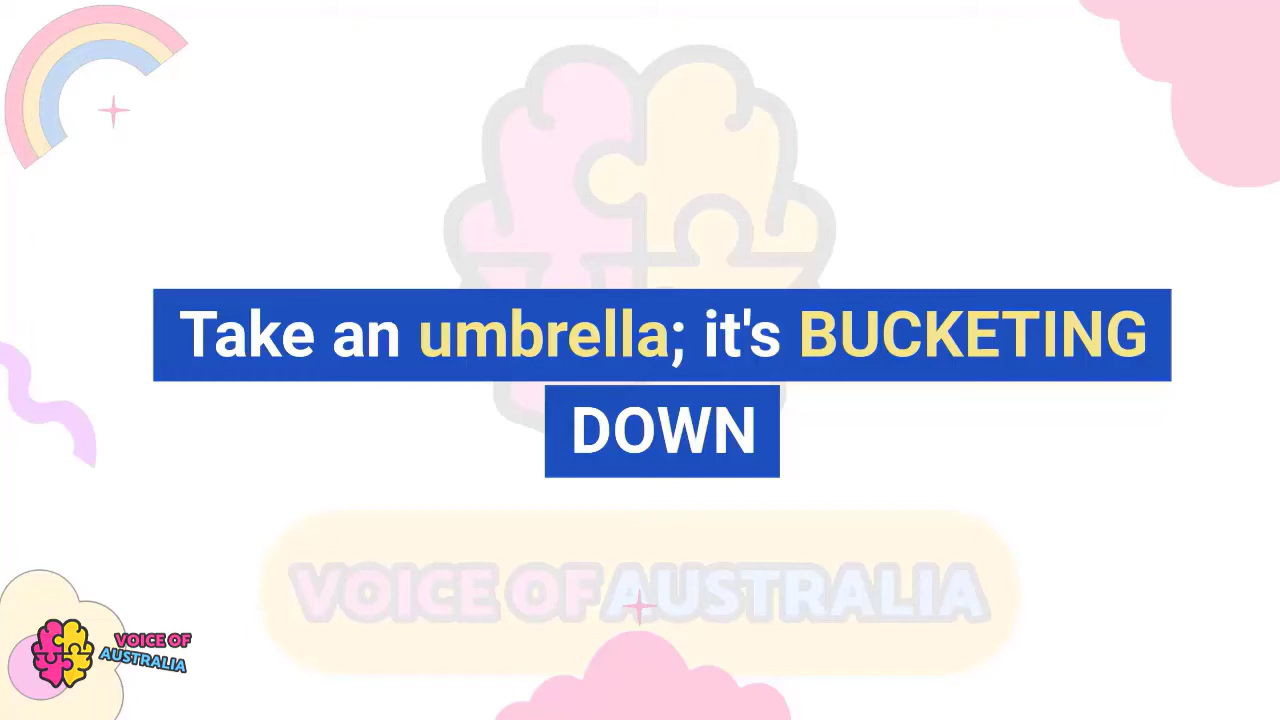 Take an umbrella; it's BUCKETING
DOWN
VOICE OF AUSTRALIA
VOICE OF
AUSTRALIA